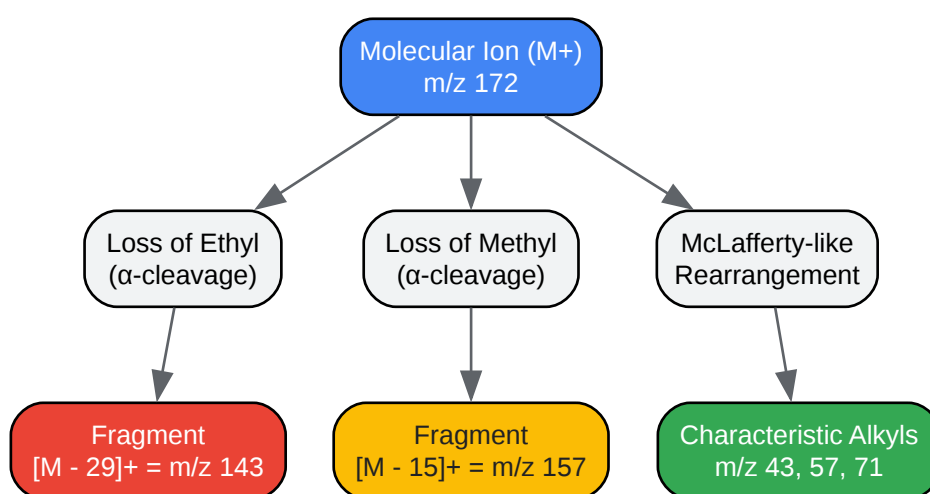 Molecular Ion (M+)
m/z 172
Loss of Ethyl
(α-cleavage)
Loss of Methyl
(α-cleavage)
McLafferty-like
Rearrangement
Fragment
[M - 29]+ = m/z 143
Fragment
[M - 15]+ = m/z 157
Characteristic Alkyls
m/z 43, 57, 71